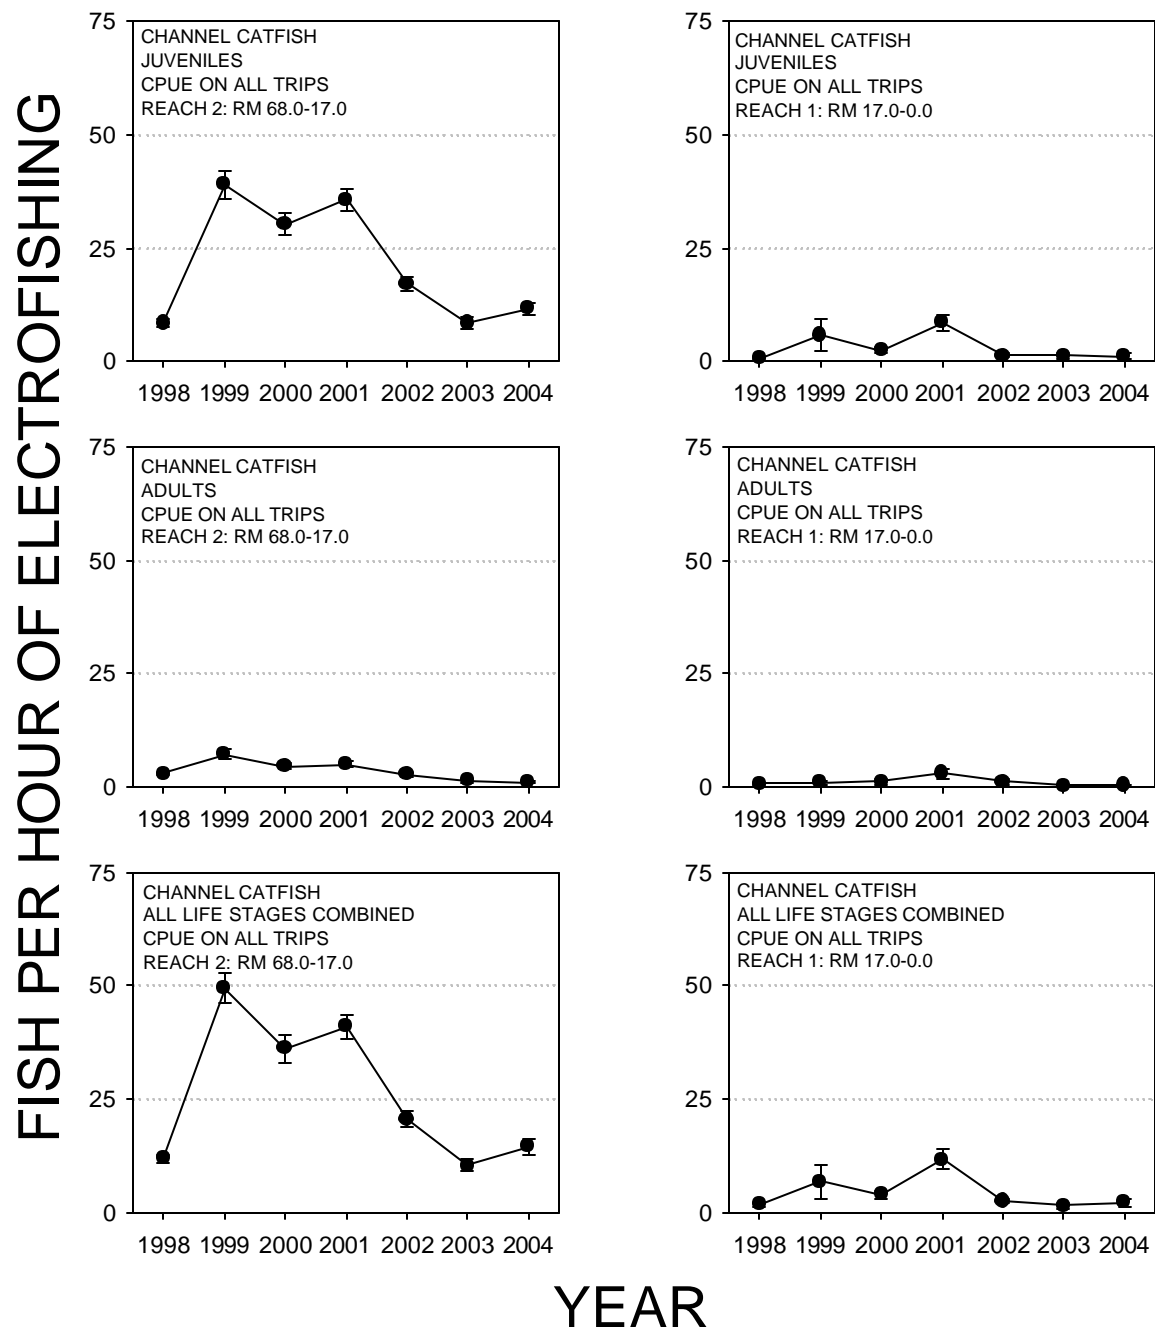 FISH PER HOUR OF ELECTROFISHING
75
50
25
0
CHANNEL CATFISH
JUVENILES
CPUE ON ALL TRIPS
REACH 2: RM 68.0-17.0
1998 1999 2000 2001 2002 2003 2004
75
50
25
0
CHANNEL CATFISH
JUVENILES
CPUE ON ALL TRIPS
REACH 1: RM 17.0-0.0
1998 1999 2000 2001 2002 2003 2004
75
50
25
0
CHANNEL CATFISH
ADULTS
CPUE ON ALL TRIPS
REACH 2: RM 68.0-17.0
1998 1999 2000 2001 2002 2003 2004
75
50
25
0
CHANNEL CATFISH
ADULTS
CPUE ON ALL TRIPS
REACH 1: RM 17.0-0.0
1998 1999 2000 2001 2002 2003 2004
75
50
25
0
CHANNEL CATFISH
ALL LIFE STAGES COMBINED
CPUE ON ALL TRIPS
REACH 2: RM 68.0-17.0
1998 1999 2000 2001 2002 2003 2004
75
50
25
0
CHANNEL CATFISH
ALL LIFE STAGES COMBINED
CPUE ON ALL TRIPS
REACH 1: RM 17.0-0.0
1998 1999 2000 2001 2002 2003 2004
YEAR